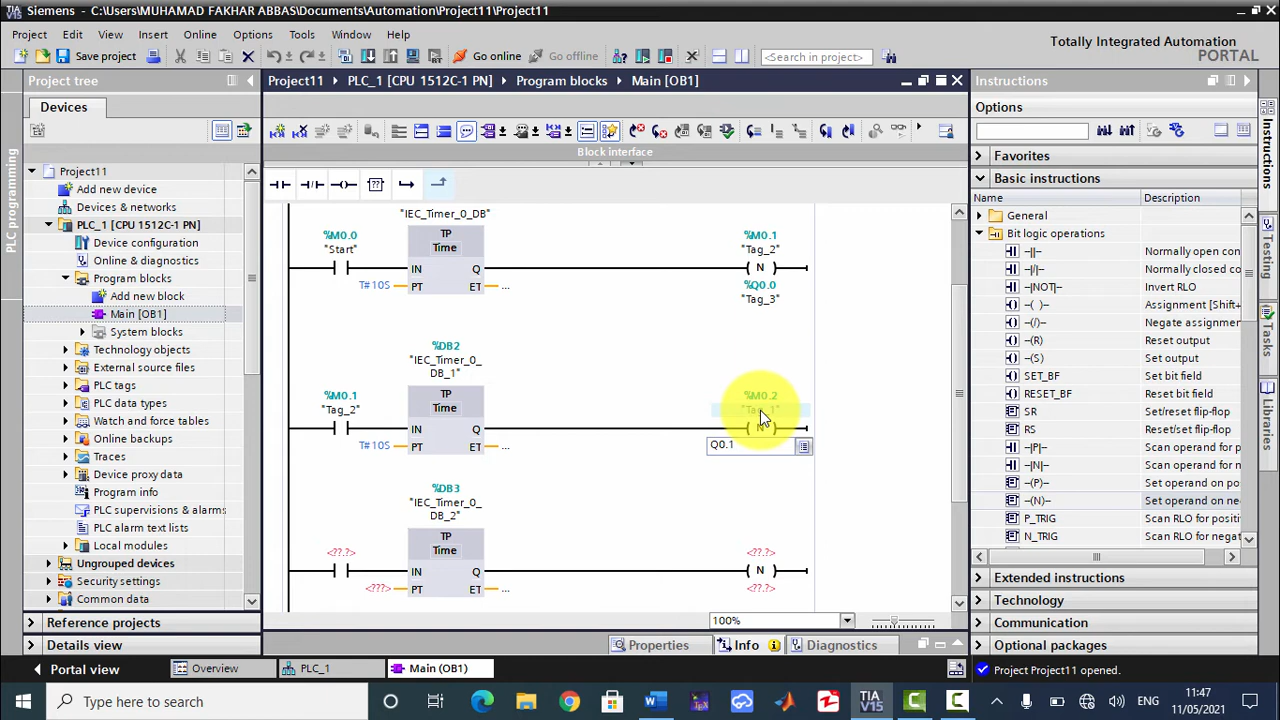 Siemens - C:\Users\MUHAMAD FAKHAR ABBAS\Documents\Automation\Project11\Project11
Project Edit View Insert Online Options Tools Window Help
Totally Integrated Automation
PORTAL
Save project
Go online
Go offline
<Search in project>
Project tree
Project11 PLC_1 [CPU 1512C-1 PN] Program blocks Main [OB1]
Instructions
Devices
Options
PLC programming
Project11
Add new device
Devices & networks
PLC_1 [CPU 1512C-1 PN]
Device configuration
Online & diagnostics
Program blocks
Add new block
Main [OB1]
System blocks
Technology objects
External source files
PLC tags
PLC data types
Watch and force tables
Online backups
Traces
Device proxy data
Program info
PLC supervisions & alarms
PLC alarm text lists
Local modules
Ungrouped devices
Security settings
Common data
Reference projects
Details view
Block interface
"IEC_Timer_0_DB"
%M0.0
"Start"
TP
Time
IN Q
T#10S PT ET ...
%M0.1
"Tag_2"
N
%Q0.0
"Tag_3"
%DB2
"IEC_Timer_0_
DB_1"
%M0.1
"Tag_2"
TP
Time
IN Q
T#10S PT ET ...
%M0.2
Q0.1
%DB3
"IEC_Timer_0_
DB_2"
<??.?>
TP
Time
IN Q
<???> PT ET ...
<??.?>
N
<??.?>
100%
Properties Info Diagnostics
Favorites
Basic instructions
Name Description
General
Bit logic operations
-||- Normally open con
-|/|- Normally closed co
-|NOT|- Invert RLO
-( )- Assignment [Shift+
-(/)- Negate assignmen
-(R) Reset output
-(S) Set output
SET_BF Set bit field
RESET_BF Reset bit field
SR Set/reset flip-flop
RS Reset/set flip-flop
-|P|- Scan operand for po
-|N|- Scan operand for ne
-(P)- Set operand on po
-(N)- Set operand on ne
P_TRIG Scan RLO for positi
N_TRIG Scan RLO for negati
Extended instructions
Technology
Communication
Optional packages
Instructions
Testing
Tasks
Libraries
Portal view
Overview
PLC_1
Main (OB1)
Project Project11 opened.
Type here to search
TIA
V15
ENG
11:47
11/05/2021